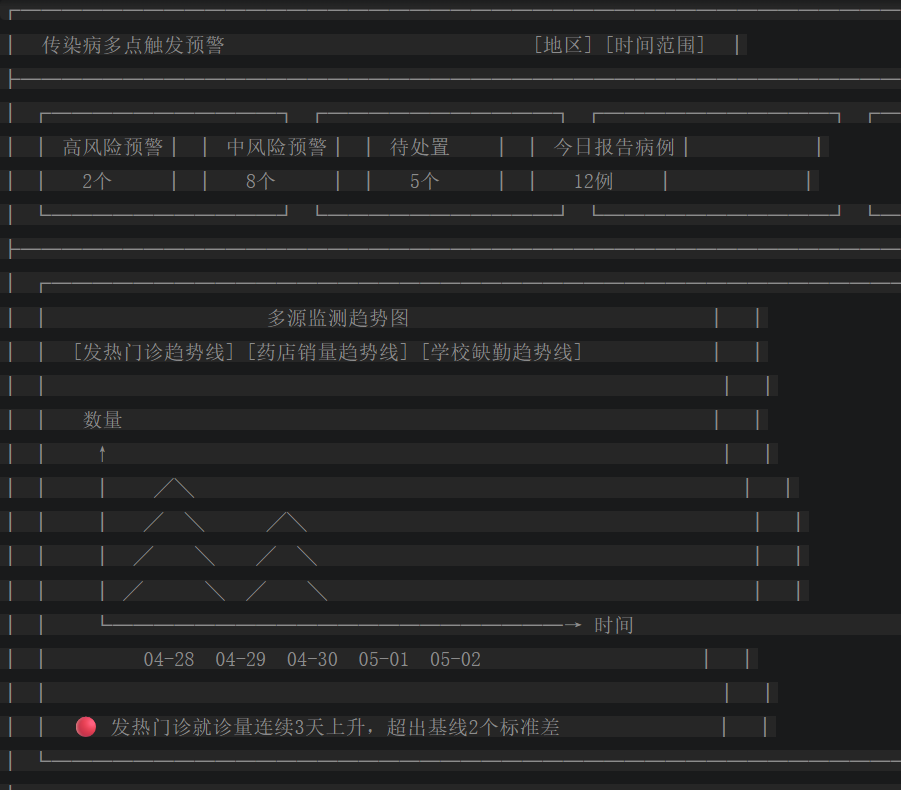 传染病多点触发预警 [地区] [时间范围]
高风险预警 中风险预警 待处置 今日报告病例
2个 8个 5个 12例
多源监测趋势图
[发热门诊趋势线] [药店销量趋势线] [学校缺勤趋势线]
数量
时间
04-28 04-29 04-30 05-01 05-02
发热门诊就诊量连续3天上升，超出基线2个标准差